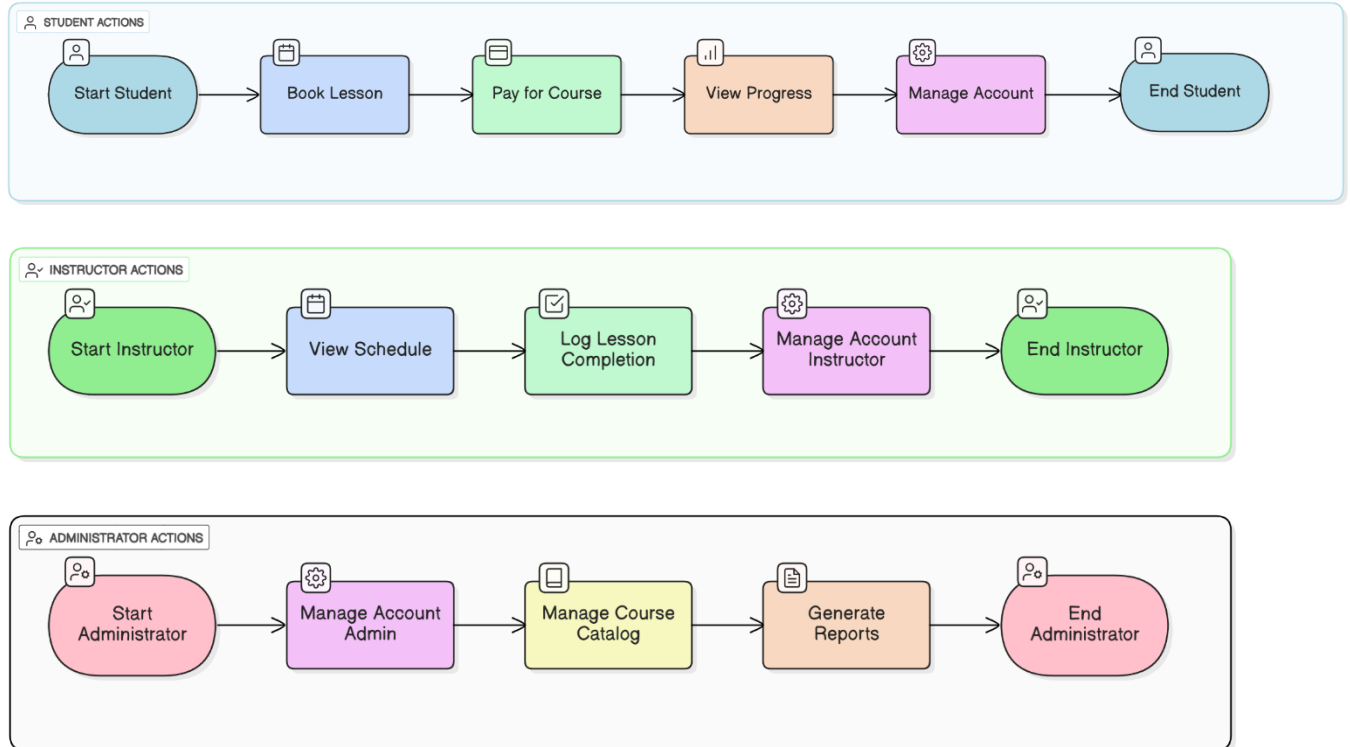 STUDENT ACTIONS
Start Student
Book Lesson
Pay for Course
View Progress
Manage Account
End Student
INSTRUCTOR ACTIONS
Start Instructor
View Schedule
Log Lesson
Completion
Manage Account
Instructor
End Instructor
ADMINISTRATOR ACTIONS
Start
Administrator
Manage Account
Admin
Manage Course
Catalog
Generate
Reports
End
Administrator